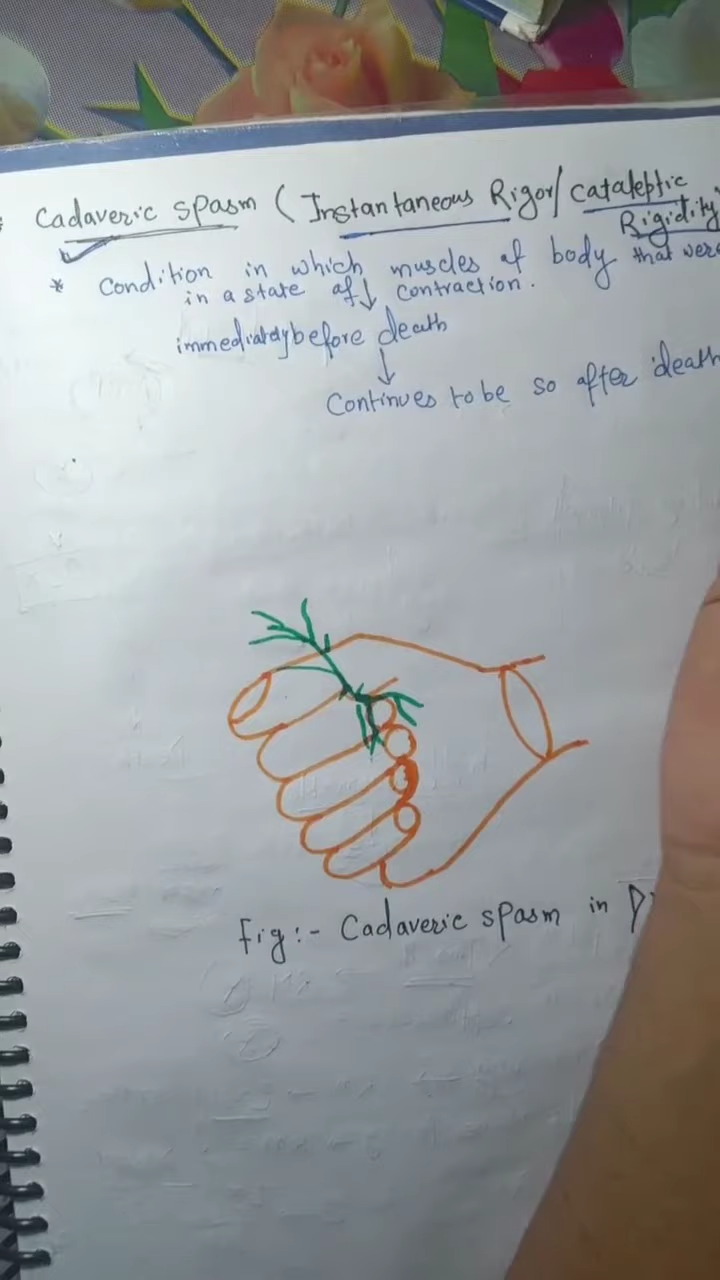 Cadaveric spasm ( Instantaneous Rigor/ Cataleptic
Rigidity
* Condition in which muscles of body that were
in a state of contraction.
immediately before death
Continues to be so after death
Fig:- Cadaveric spasm in